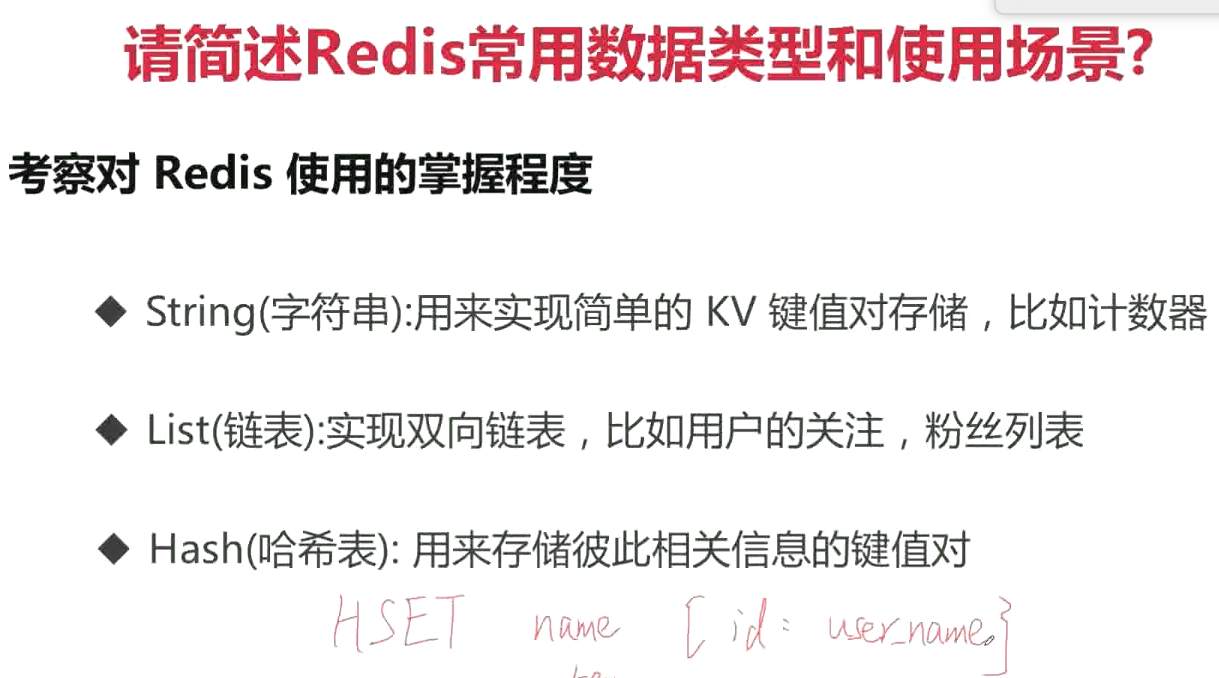 请简述Redis常用数据类型和使用场景?
考察对 Redis 使用的掌握程度
◆ String(字符串):用来实现简单的 KV 键值对存储，比如计数器
◆ List(链表):实现双向链表，比如用户的关注，粉丝列表
◆ Hash(哈希表): 用来存储彼此相关信息的键值对
HSET name [ id: user_name}